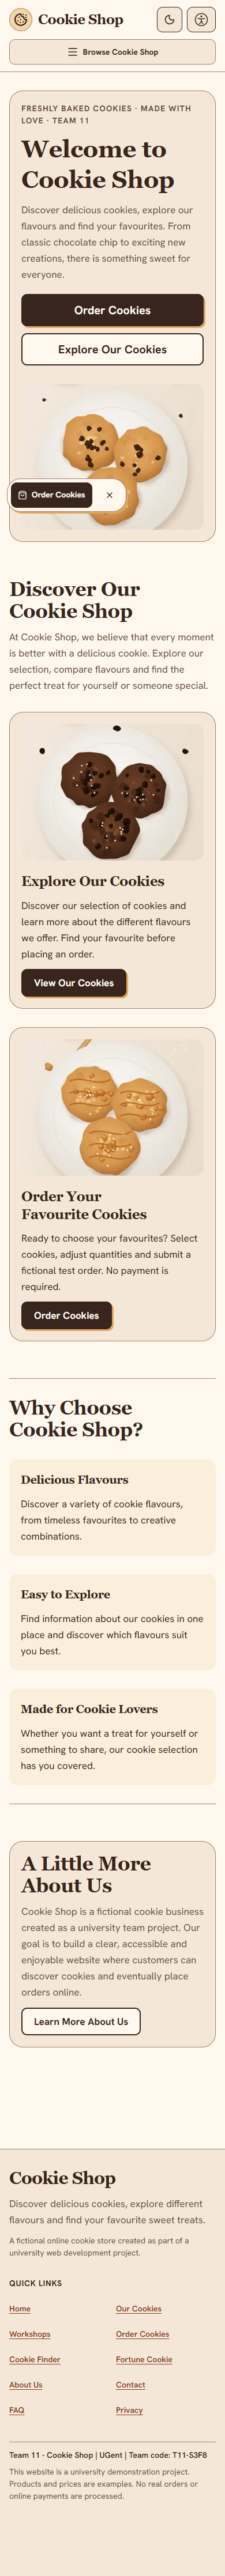 Cookie Shop
Browse Cookie Shop
FRESHLY BAKED COOKIES · MADE WITH
LOVE · TEAM 11
Welcome to
Cookie Shop
Discover delicious cookies, explore our
flavours and find your favourites. From
classic chocolate chip to exciting new
creations, there is something sweet for
everyone.
Order Cookies
Explore Our Cookies
Order Cookies
Discover Our
Cookie Shop
At Cookie Shop, we believe that every moment
is better with a delicious cookie. Explore our
selection, compare flavours and find the
perfect treat for yourself or someone special.
Explore Our Cookies
Discover our selection of cookies and
learn more about the different flavours
we offer. Find your favourite before
placing an order.
View Our Cookies
Order Your
Favourite Cookies
Ready to choose your favourites? Select
cookies, adjust quantities and submit a
fictional test order. No payment is
required.
Order Cookies
Why Choose
Cookie Shop?
Delicious Flavours
Discover a variety of cookie flavours,
from timeless favourites to creative
combinations.
Easy to Explore
Find information about our cookies in one
place and discover which flavours suit
you best.
Made for Cookie Lovers
Whether you want a treat for yourself or
something to share, our cookie selection
has you covered.
A Little More
About Us
Cookie Shop is a fictional cookie business
created as a university team project. Our
goal is to build a clear, accessible and
enjoyable website where customers can
discover cookies and eventually place
orders online.
Learn More About Us
Cookie Shop
Discover delicious cookies, explore different
flavours and find your favourite sweet treats.
A fictional online cookie store created as part of a
university web development project.
QUICK LINKS
Home
Our Cookies
Workshops
Order Cookies
Cookie Finder
Fortune Cookie
About Us
Contact
FAQ
Privacy
Team 11 - Cookie Shop | UGent | Team code: T11-S3F8
This website is a university demonstration project.
Products and prices are examples. No real orders or
online payments are processed.